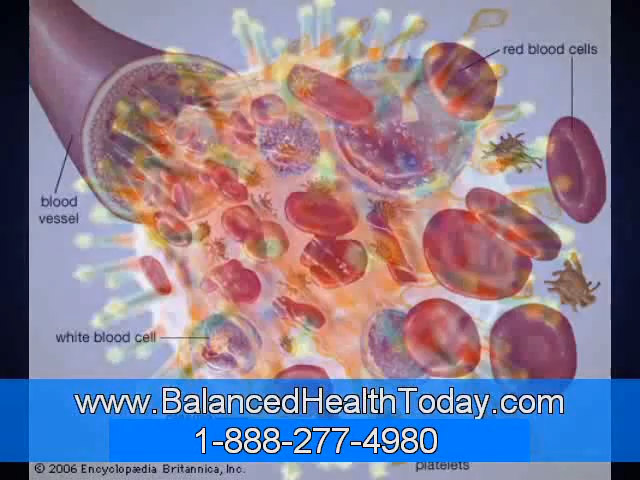 red blood cells
blood
vessel
white blood cell
www.BalancedHealthToday.com
1-888-277-4980
platelets
© 2006 Encyclopædia Britannica, Inc.